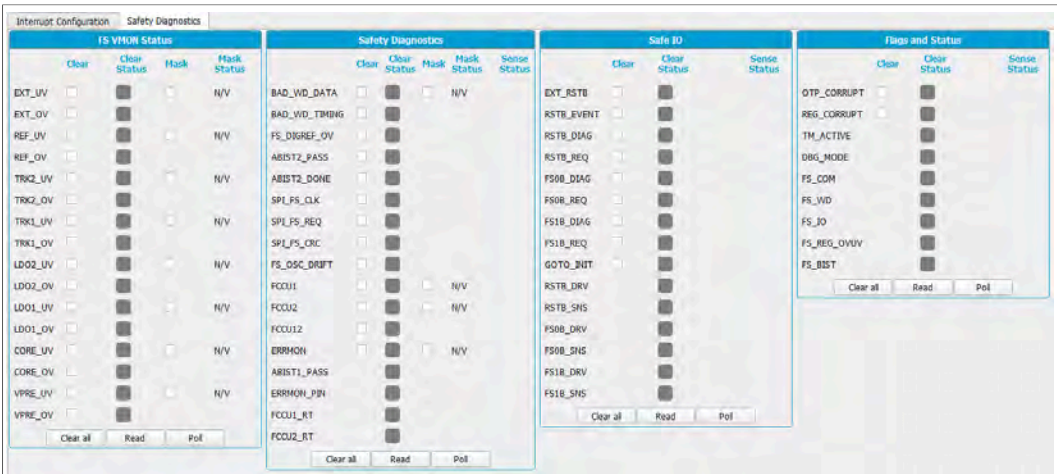 Interrupt Configuration Safety Diagnostics
FS VMON Status
Clear Clear Status Mask Mask Status
EXT_UV N/V
EXT_OV
REF_UV N/V
REF_OV
TRK2_UV N/V
TRK2_OV
TRK1_UV N/V
TRK1_OV
LDO2_UV N/V
LDO2_OV
LDO1_UV N/V
LDO1_OV
CORE_UV N/V
CORE_OV
VPRE_UV N/V
VPRE_OV
Clear all Read Poll
Safety Diagnostics
Clear Clear Status Mask Mask Status Sense Status
BAD_WD_DATA N/V
BAD_WD_TIMING
FS_DIGREF_OV
ABIST2_PASS
ABIST2_DONE
SPI_FS_CLK
SPI_FS_REQ
SPI_FS_CRC
FS_OSC_DRIFT
FCCU1 N/V
FCCU2 N/V
FCCU12
ERRMON N/V
ABIST1_PASS
ERRMON_PIN
FCCU1_RT
FCCU2_RT
Clear all Read Poll
Safe IO
Clear Clear Status Sense Status
EXT_RSTB
RSTB_EVENT
RSTB_DIAG
RSTB_REQ
FS0B_DIAG
FS0B_REQ
FS1B_DIAG
FS1B_REQ
GOTO_INIT
RSTB_DRV
RSTB_SNS
FS0B_DRV
FS0B_SNS
FS1B_DRV
FS1B_SNS
Clear all Read Poll
Flags and Status
Clear Clear Status Sense Status
OTP_CORRUPT
REG_CORRUPT
TM_ACTIVE
DBG_MODE
FS_COM
FS_WD
FS_IO
FS_REG_OVUV
FS_BIST
Clear all Read Poll